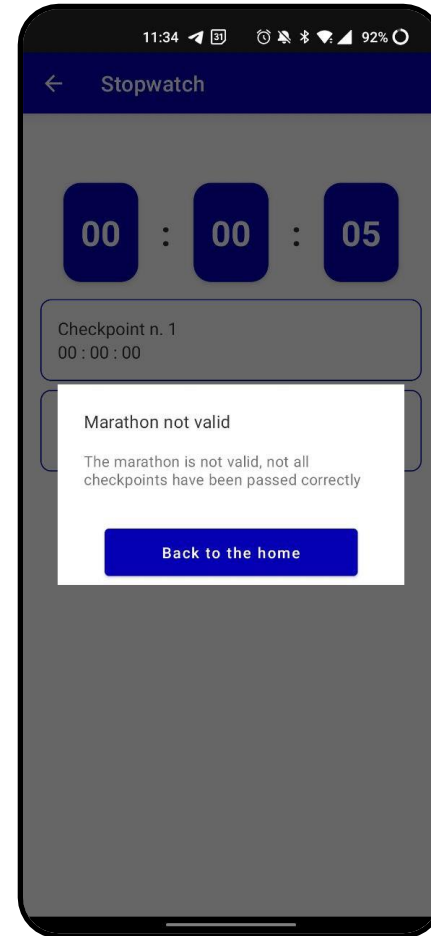 11:34 31 92%
Stopwatch
00 : 00 : 05
Checkpoint n. 1
00 : 00 : 00
Marathon not valid
The marathon is not valid, not all
checkpoints have been passed correctly
Back to the home